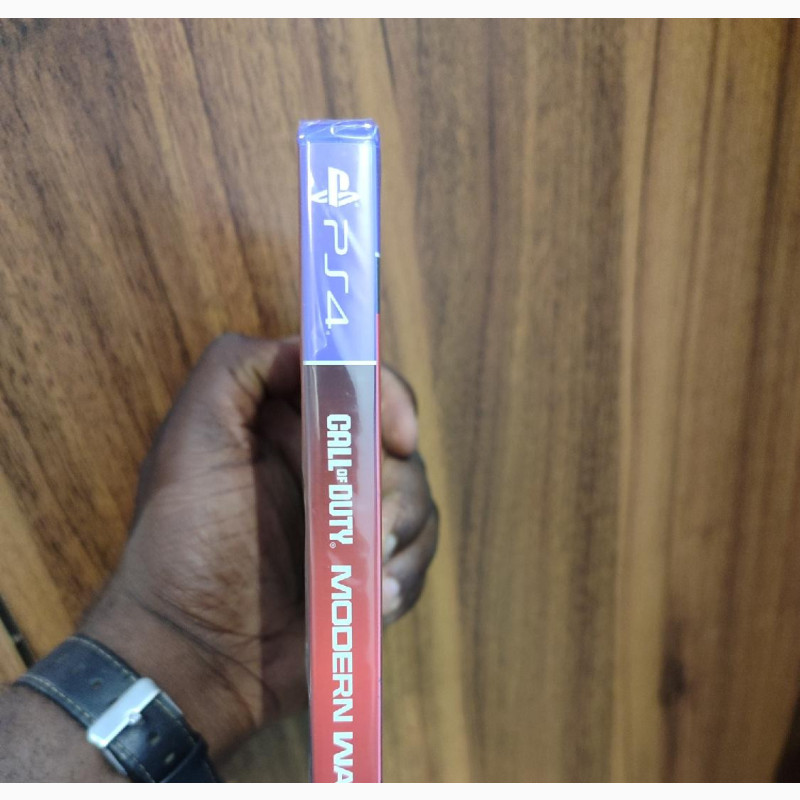 PS4
CALL OF DUTY® MODERN WA